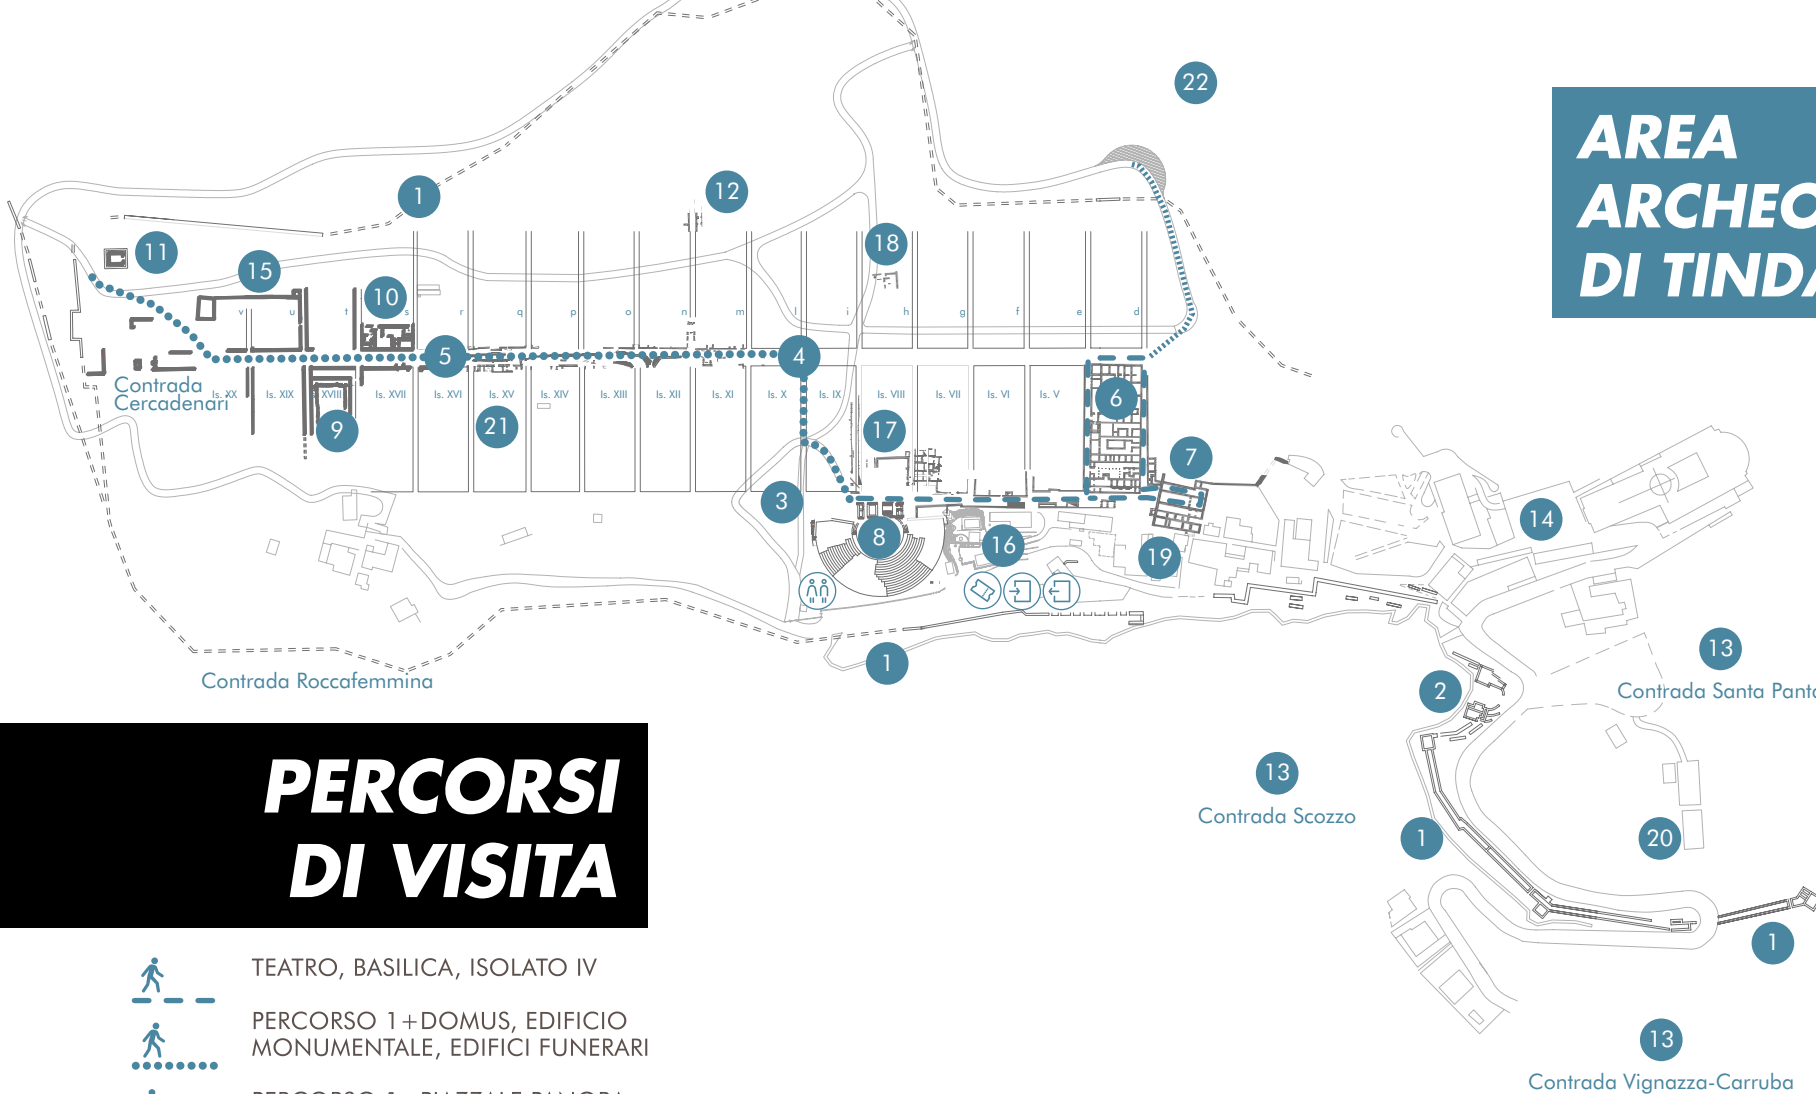 22
AREA
ARCHEO
DI TINDA
1
12
11
15
18
10
v u t s r q p o n m l i h g f e d
5
4
6
Contrada
Cercadenari
Is. XX Is. XIX XVIII Is. XVII Is. XVI Is. XV Is. XIV Is. XIII Is. XII Is. XI Is. X Is. IX Is. VIII Is. VII Is. VI Is. V
9
21
17
7
3
8
16
19
14
1
13
Contrada Roccafemmina
2
Contrada Santa Panta
PERCORSI
DI VISITA
13
Contrada Scozzo
1
20
1
TEATRO, BASILICA, ISOLATO IV
PERCORSO 1+DOMUS, EDIFICIO
MONUMENTALE, EDIFICI FUNERARI
13
Contrada Vignazza-Carruba